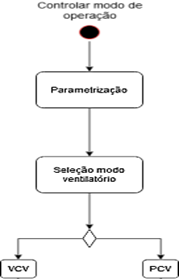 Controlar modo de
operação
Parametrização
Seleção modo
ventilatório
VCV
PCV